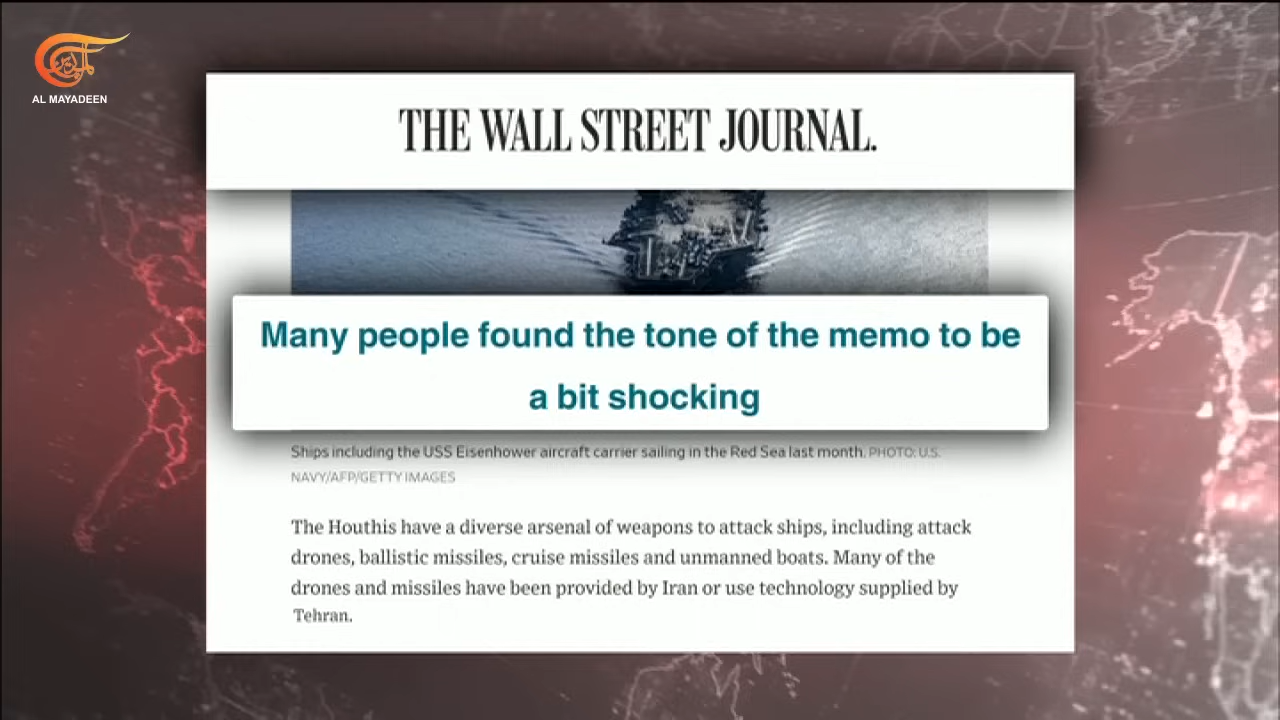 AL MAYADEEN
THE WALL STREET JOURNAL.
Many people found the tone of the memo to be
a bit shocking
Ships including the USS Eisenhower aircraft carrier sailing in the Red Sea last month. PHOTO: U.S.
NAVY/AFP/GETTY IMAGES
The Houthis have a diverse arsenal of weapons to attack ships, including attack
drones, ballistic missiles, cruise missiles and unmanned boats. Many of the
drones and missiles have been provided by Iran or use technology supplied by
Tehran.